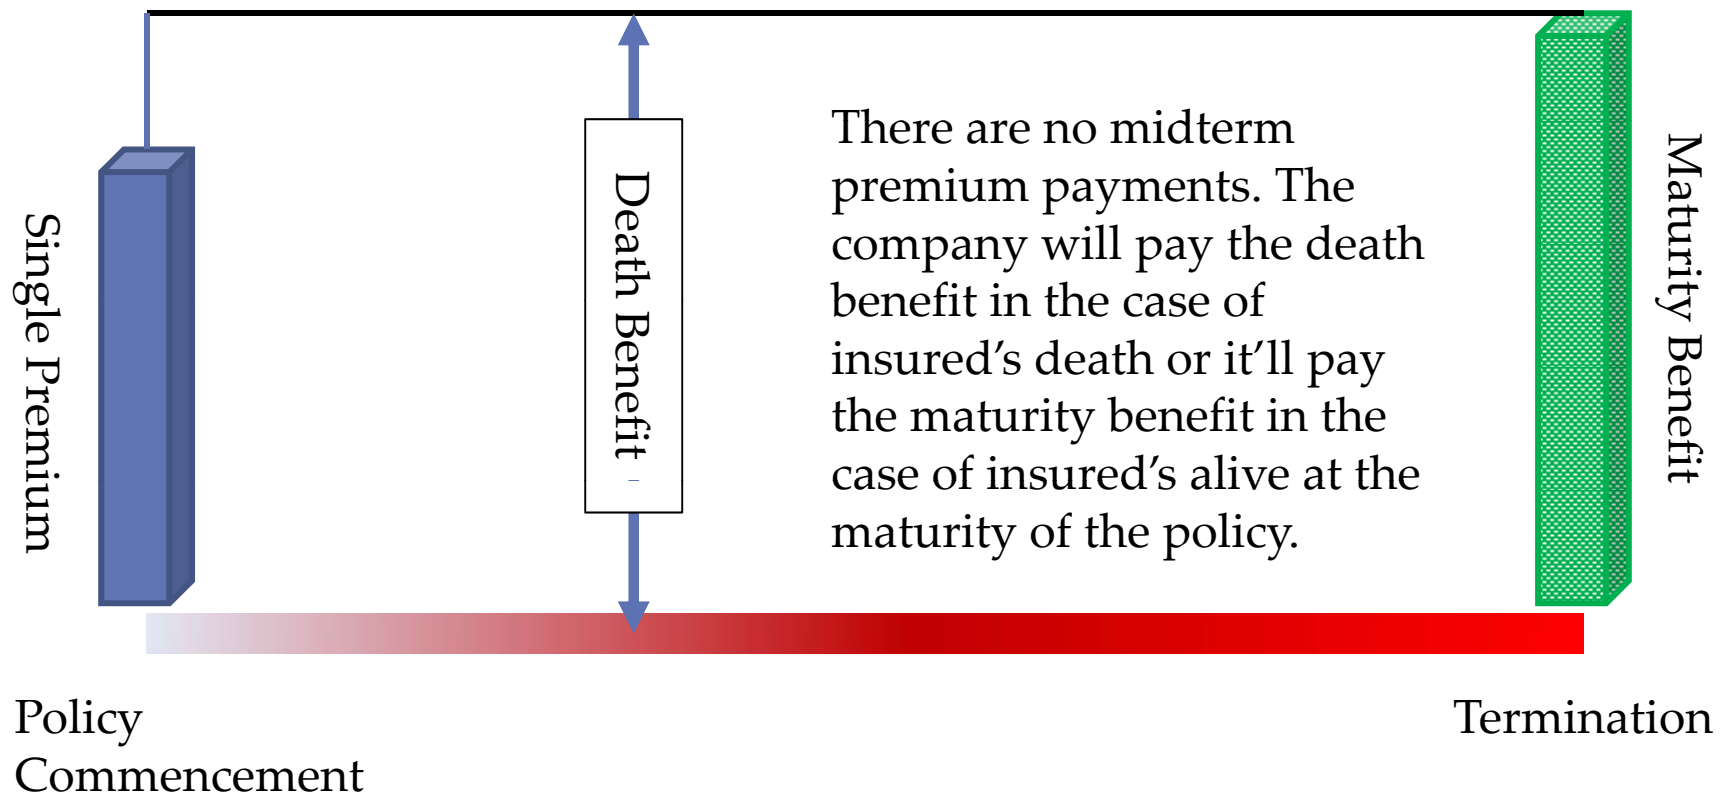 Single Premium
Death Benefit
There are no midterm
premium payments. The
company will pay the death
benefit in the case of
insured’s death or it’ll pay
the maturity benefit in the
case of insured’s alive at the
maturity of the policy.
Maturity Benefit
Policy
Commencement
Termination